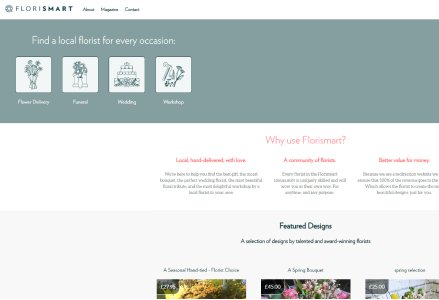 FLORISMART
About
Magazine
Contact
Find a local florist for every occasion:
Flower Delivery
Funeral
Wedding
Workshop
Why use Florismart?
Local, hand-delivered, with love.
We're here to help you find the best gift, the nicest
bouquet, the perfect wedding florist, the most beautiful
floral tribute, and the most delightful workshop by a
local florist in your area.
A community of florists.
Every florist in the Florismart
community is uniquely skilled and will
wow you in their own way. For
anytime, and any purpose.
Better value for money.
Because we are a redirection website we
ensure that 100% of the revenue goes to the
Which allows the florist to create the
beautiful designs, just for you.
Featured Designs
A selection of designs by talented and award-winning florists
A Seasonal Hand-tied - Florist Choice
£27.95
A Spring Bouquet
£45.00
spring selection
£25.00